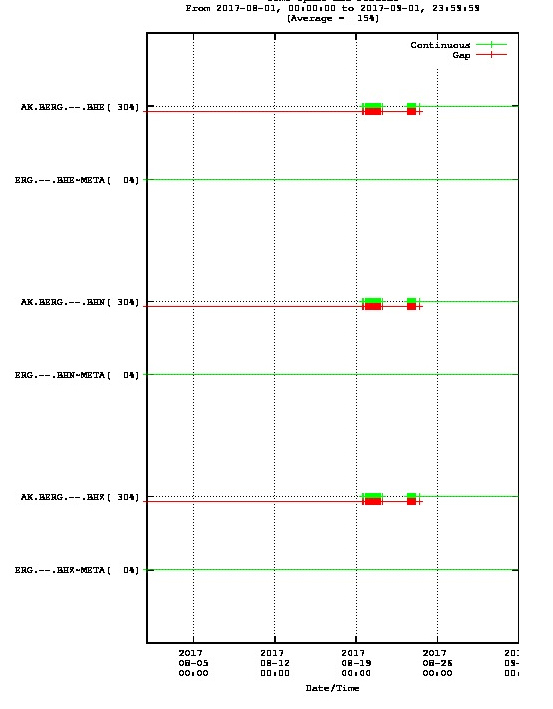 From 2017-08-01, 00:00:00 to 2017-09-01, 23:59:59
(Average = 15%)
Continuous
Gap
AK.BERG.--.BHE( 30%)
ERG.--.BHE~META( 0%)
AK.BERG.--.BHN( 30%)
ERG.--.BHN~META( 0%)
AK.BERG.--.BHZ( 30%)
ERG.--.BHZ~META( 0%)
2017 2017 2017 2017
08-05 08-12 08-19 08-26 09-
00:00 00:00 00:00 00:00 00:
Date/Time